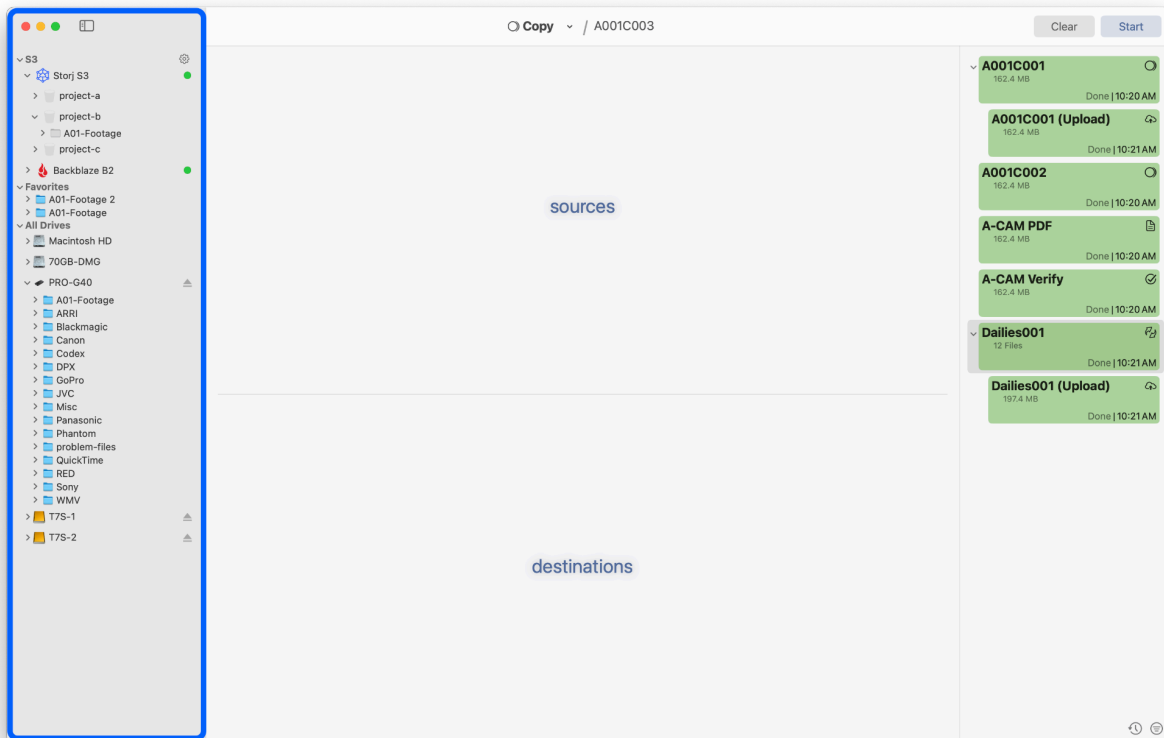 Copy / A001C003
Clear
Start
S3
Storj S3
project-a
project-b
A01-Footage
project-c
Backblaze B2
Favorites
A01-Footage 2
A01-Footage
All Drives
Macintosh HD
70GB-DMG
PRO-G40
A01-Footage
ARRI
Blackmagic
Canon
Codex
DPX
GoPro
JVC
Misc
Panasonic
Phantom
problem-files
QuickTime
RED
Sony
WMV
T7S-1
T7S-2
sources
destinations
A001C001
162.4 MB
Done | 10:20 AM
A001C001 (Upload)
162.4 MB
Done | 10:21 AM
A001C002
162.4 MB
Done | 10:20 AM
A-CAM PDF
162.4 MB
Done | 10:20 AM
A-CAM Verify
162.4 MB
Done | 10:20 AM
Dailies001
12 Files
Done | 10:21 AM
Dailies001 (Upload)
197.4 MB
Done | 10:21 AM